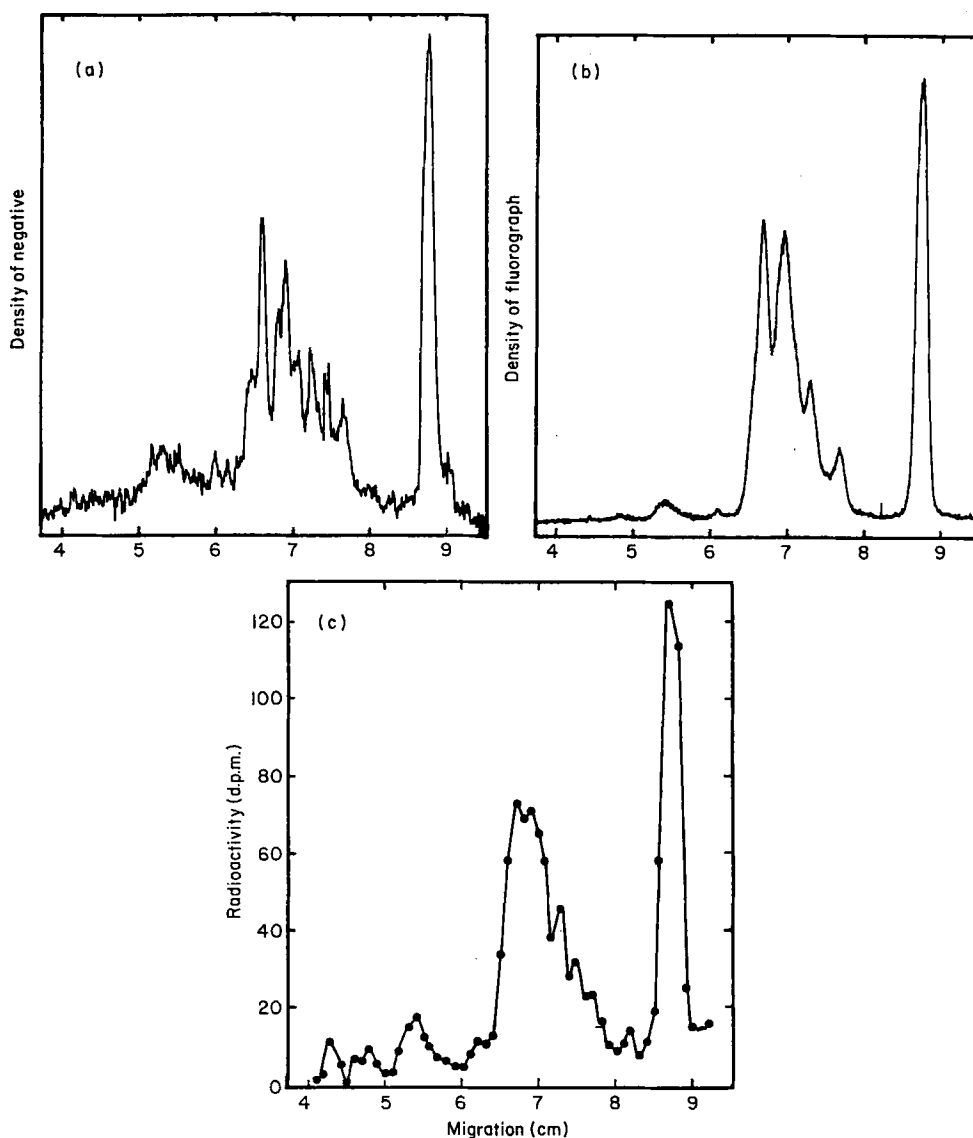 (a)
Density of negative
4 5 6 7 8 9
(b)
Density of fluorograph
4 5 6 7 8 9
(c)
Radioactivity (d.p.m.)
120
100
80
60
40
20
0
4 5 6 7 8 9
Migration (cm)